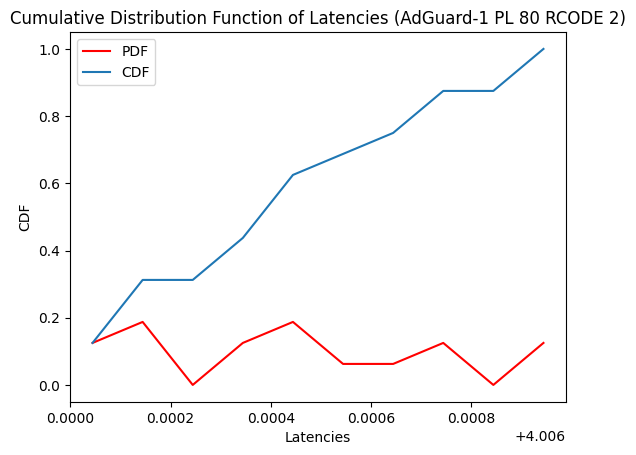 Cumulative Distribution Function of Latencies (AdGuard-1 PL 80 RCODE 2)
PDF
CDF
1.0
0.8
0.6
0.4
0.2
0.0
CDF
0.0000 0.0002 0.0004 0.0006 0.0008
+4.006
Latencies